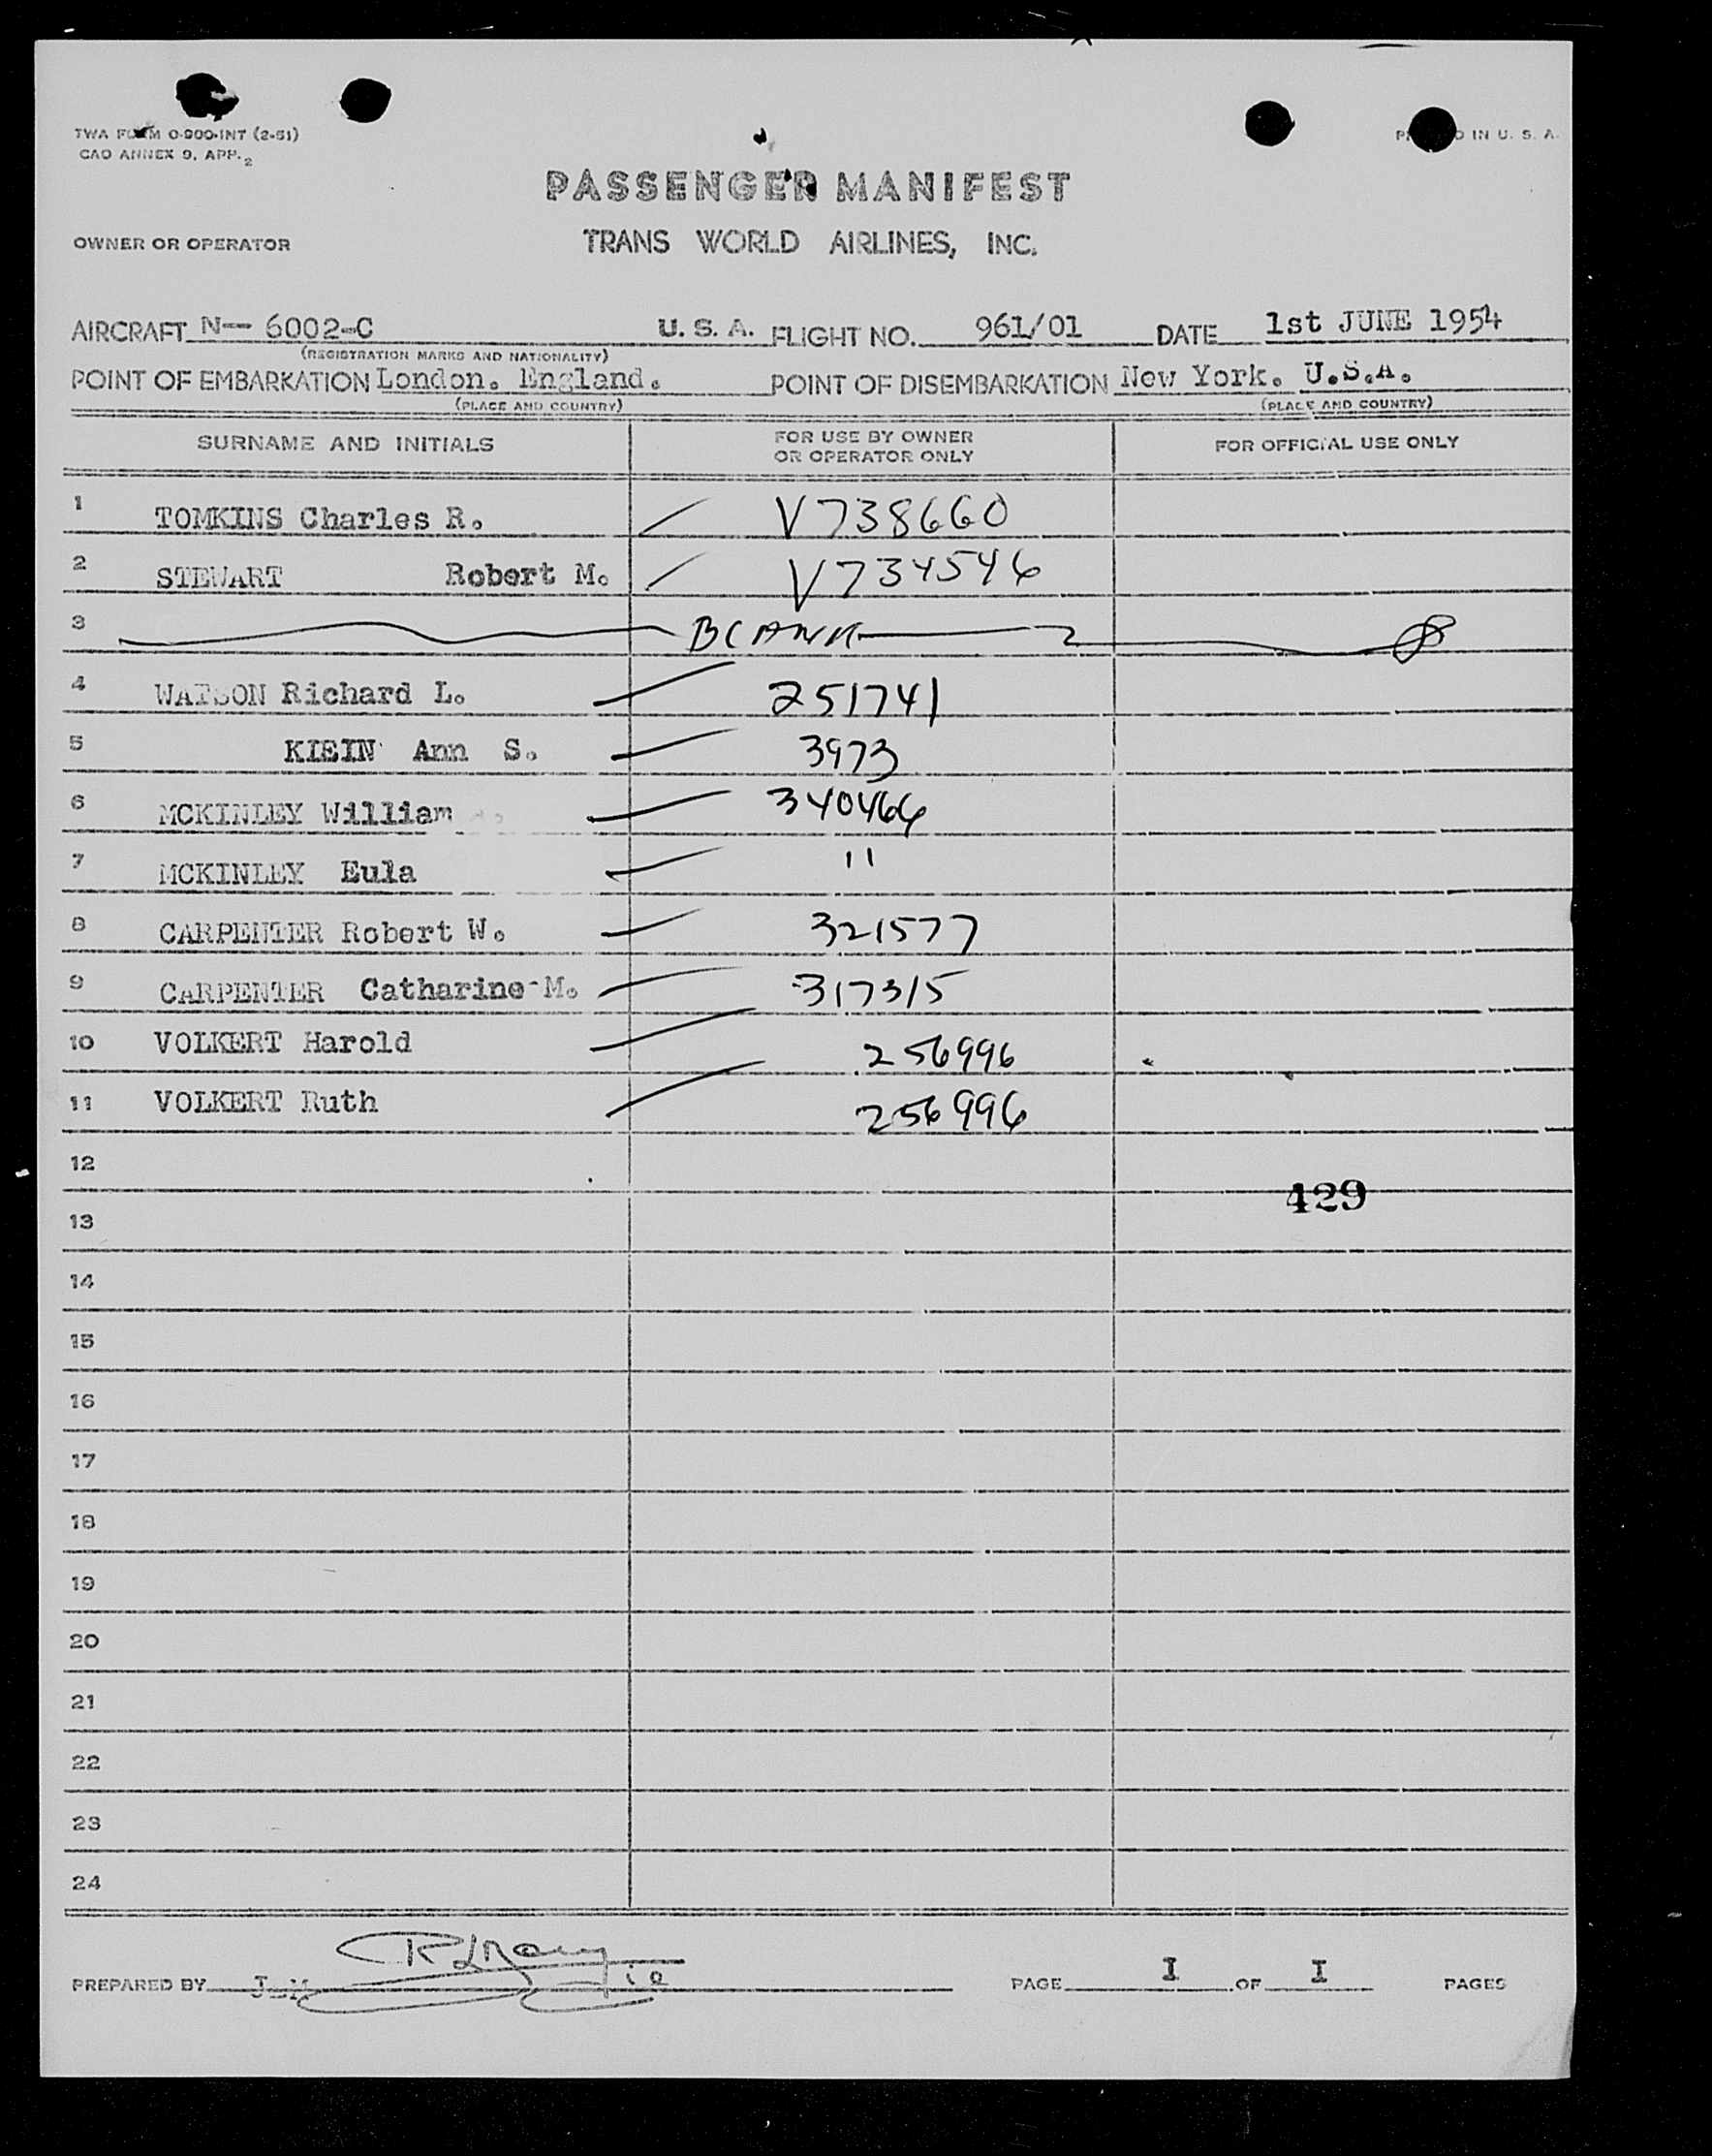 TWA FORM O-900-INT (2-51)
CAO ANNEX 9, APP. 2
IN U. S. A.
PASSENGER MANIFEST
OWNER OR OPERATOR TRANS WORLD AIRLINES, INC.
AIRCRAFT N-- 6002-C U. S. A. FLIGHT NO. 961/01 DATE 1st JUNE 1954
(REGISTRATION MARKS AND NATIONALITY)
POINT OF EMBARKATION London. England. POINT OF DISEMBARKATION New York. U.S.A.
(PLACE AND COUNTRY) (PLACE AND COUNTRY)
SURNAME AND INITIALS FOR USE BY OWNER OR OPERATOR ONLY FOR OFFICIAL USE ONLY
1 TOMKINS Charles R. V738660
2 STEWART Robert M. V734546
3 BLANK
4 WATSON Richard L. 251741
5 KLEIN Ann S. 3973
6 MCKINLEY William 340466
7 MCKINLEY Eula 11
8 CARPENTER Robert W. 321577
9 CARPENTER Catharine M. 317315
10 VOLKERT Harold 256996
11 VOLKERT Ruth 256996
12
429
13
14
15
16
17
18
19
20
21
22
23
24
PREPARED BY PAGE I OF I PAGES